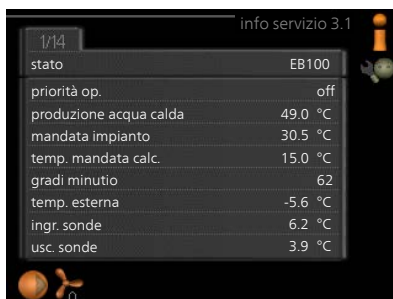 info servizio 3.1
1/14
stato EB100
priorità op. off
produzione acqua calda 49.0 °C
mandata impianto 30.5 °C
temp. mandata calc. 15.0 °C
gradi minutio 62
temp. esterna -5.6 °C
ingr. sonde 6.2 °C
usc. sonde 3.9 °C